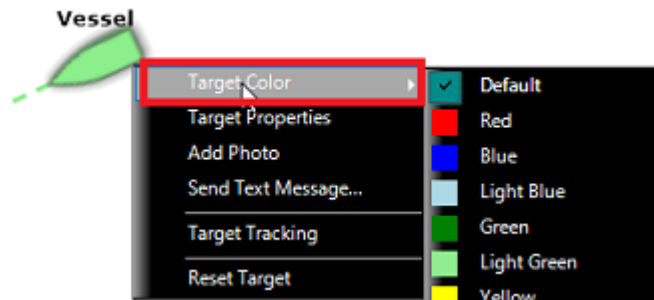 Vessel
Target Color
Target Properties
Add Photo
Send Text Message...
Target Tracking
Reset Target
Default
Red
Blue
Light Blue
Green
Light Green
Yellow